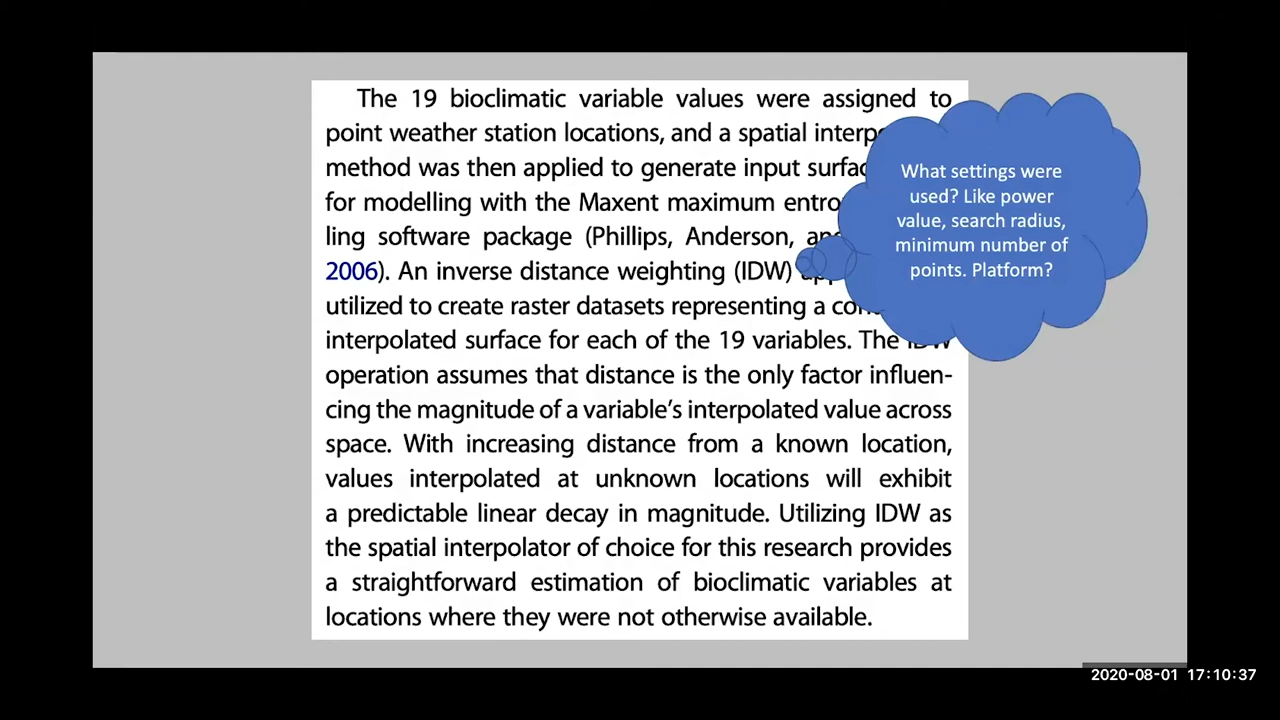 The 19 bioclimatic variable values were assigned to
point weather station locations, and a spatial
method was then applied to generate input
for modelling with the Maxent maximum
ling software package (Phillips, Anderson,
2006). An inverse distance weighting (IDW)
utilized to create raster datasets representing a
interpolated surface for each of the 19 variables. The IDW
operation assumes that distance is the only factor influen-
cing the magnitude of a variable's interpolated value across
space. With increasing distance from a known location,
values interpolated at unknown locations will exhibit
a predictable linear decay in magnitude. Utilizing IDW as
the spatial interpolator of choice for this research provides
a straightforward estimation of bioclimatic variables at
locations where they were not otherwise available.
What settings were
used? Like power
value, search radius,
minimum number of
points. Platform?
2020-08-01 17:10:37